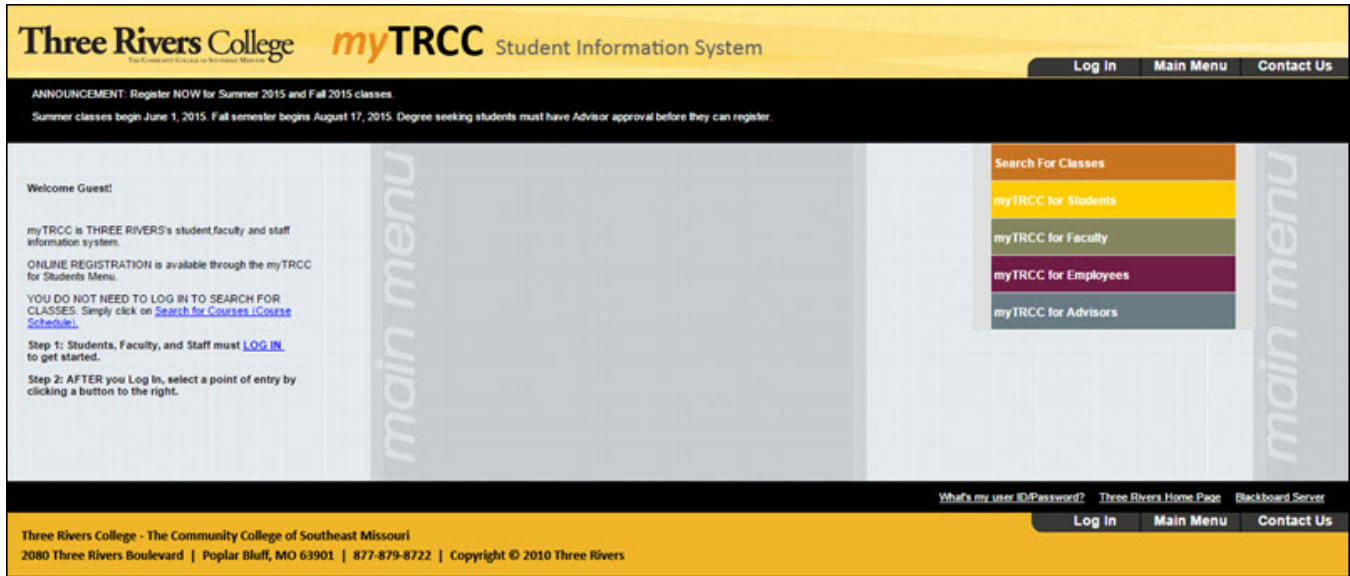 Three Rivers College
THE COMMUNITY COLLEGE OF SOUTHEAST MISSOURI
myTRCC Student Information System
Log In Main Menu Contact Us
ANNOUNCEMENT: Register NOW for Summer 2015 and Fall 2015 classes.
Summer classes begin June 1, 2015. Fall semester begins August 17, 2015. Degree seeking students must have Advisor approval before they can register.
Welcome Guest!
myTRCC is THREE RIVERS's student,faculty and staff
information system.
ONLINE REGISTRATION is available through the myTRCC
for Students Menu.
YOU DO NOT NEED TO LOG IN TO SEARCH FOR
CLASSES. Simply click on Search for Courses (Course
Schedule).
Step 1: Students, Faculty, and Staff must LOG IN
to get started.
Step 2: AFTER you Log In, select a point of entry by
clicking a button to the right.
main menu
Search For Classes
myTRCC for Students
myTRCC for Faculty
myTRCC for Employees
myTRCC for Advisors
main menu
What's my user ID/Password? Three Rivers Home Page Blackboard Server
Log In Main Menu Contact Us
Three Rivers College - The Community College of Southeast Missouri
2080 Three Rivers Boulevard | Poplar Bluff, MO 63901 | 877-879-8722 | Copyright © 2010 Three Rivers